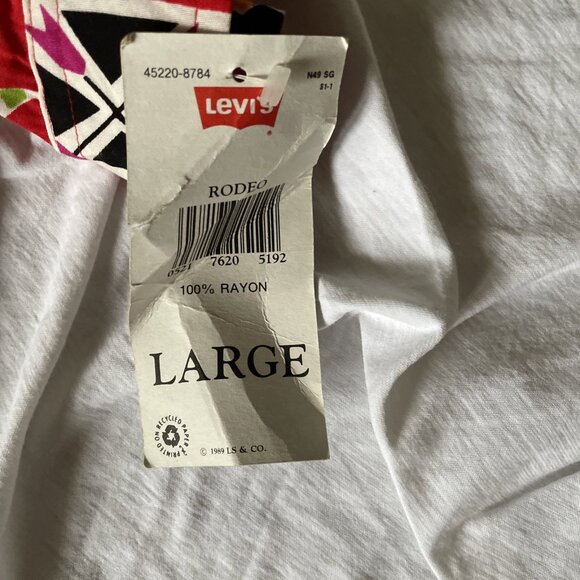 45220-8784
N49 SG
S1-1
Levi's
RODEO
0521 7620 5192
100% RAYON
LARGE
PRINTED ON RECYCLED PAPER
© 1989 LS & CO.